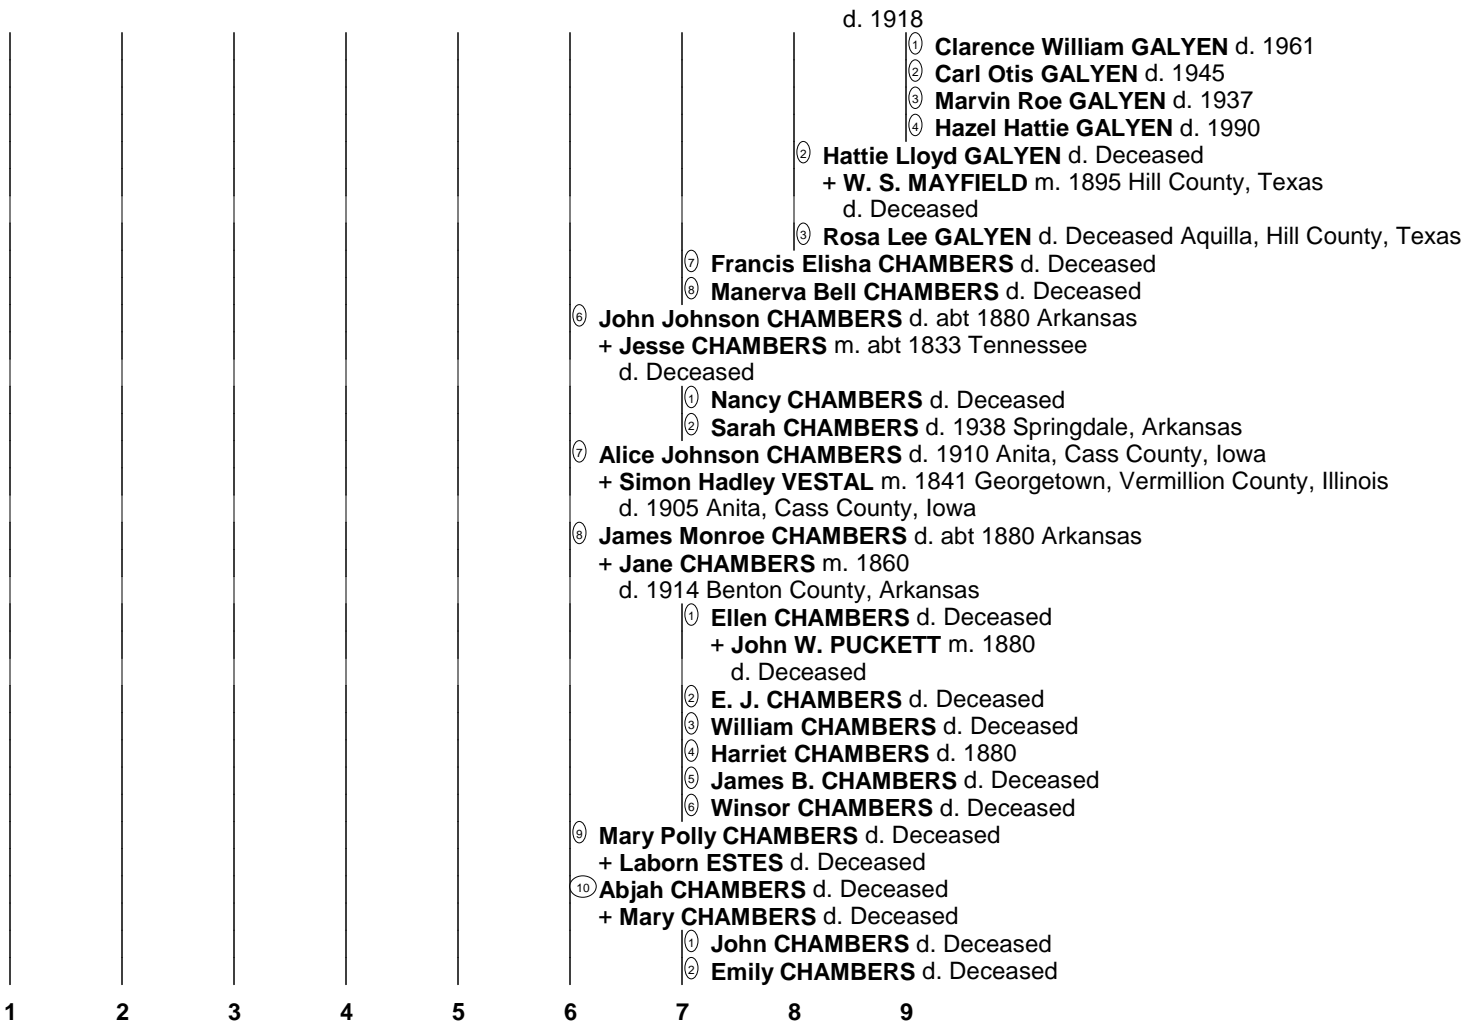 d. 1918
① Clarence William GALYEN d. 1961
② Carl Otis GALYEN d. 1945
③ Marvin Roe GALYEN d. 1937
④ Hazel Hattie GALYEN d. 1990
② Hattie Lloyd GALYEN d. Deceased
+ W. S. MAYFIELD m. 1895 Hill County, Texas
d. Deceased
③ Rosa Lee GALYEN d. Deceased Aquilla, Hill County, Texas
⑦ Francis Elisha CHAMBERS d. Deceased
⑧ Manerva Bell CHAMBERS d. Deceased
⑥ John Johnson CHAMBERS d. abt 1880 Arkansas
+ Jesse CHAMBERS m. abt 1833 Tennessee
d. Deceased
① Nancy CHAMBERS d. Deceased
② Sarah CHAMBERS d. 1938 Springdale, Arkansas
⑦ Alice Johnson CHAMBERS d. 1910 Anita, Cass County, Iowa
+ Simon Hadley VESTAL m. 1841 Georgetown, Vermillion County, Illinois
d. 1905 Anita, Cass County, Iowa
⑧ James Monroe CHAMBERS d. abt 1880 Arkansas
+ Jane CHAMBERS m. 1860
d. 1914 Benton County, Arkansas
① Ellen CHAMBERS d. Deceased
+ John W. PUCKETT m. 1880
d. Deceased
② E. J. CHAMBERS d. Deceased
③ William CHAMBERS d. Deceased
④ Harriet CHAMBERS d. 1880
⑤ James B. CHAMBERS d. Deceased
⑥ Winsor CHAMBERS d. Deceased
⑨ Mary Polly CHAMBERS d. Deceased
+ Laborn ESTES d. Deceased
⑩ Abjah CHAMBERS d. Deceased
+ Mary CHAMBERS d. Deceased
① John CHAMBERS d. Deceased
② Emily CHAMBERS d. Deceased
1 2 3 4 5 6 7 8 9